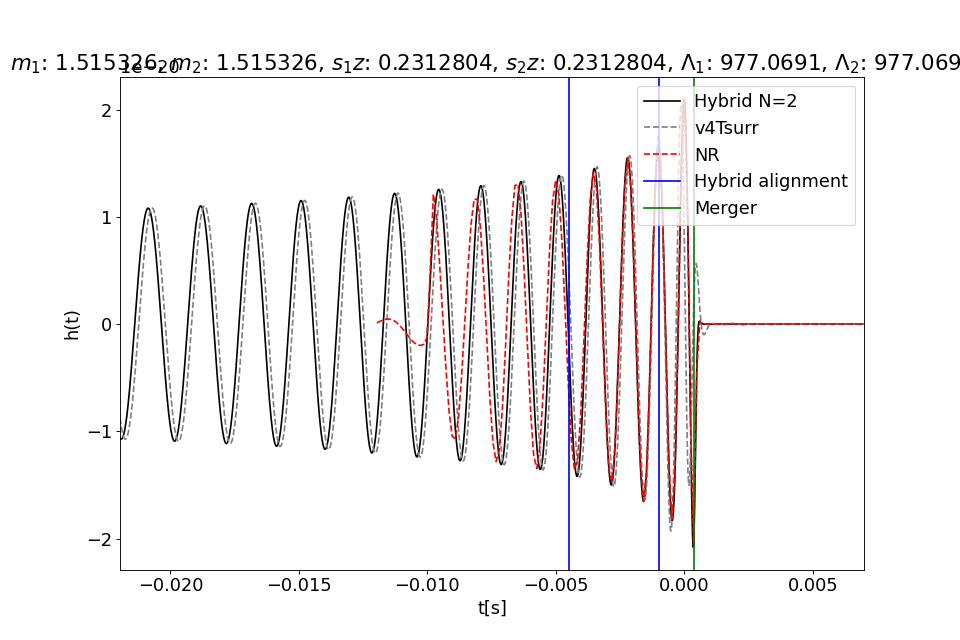 m₁: 1.515326, m₂: 1.515326, s₁z: 0.2312804, s₂z: 0.2312804, Λ₁: 977.0691, Λ₂: 977.069
1e−20
Hybrid N=2
v4Tsurr
NR
Hybrid alignment
Merger
2
1
0
−1
−2
h(t)
−0.020 −0.015 −0.010 −0.005 0.000 0.005
t[s]